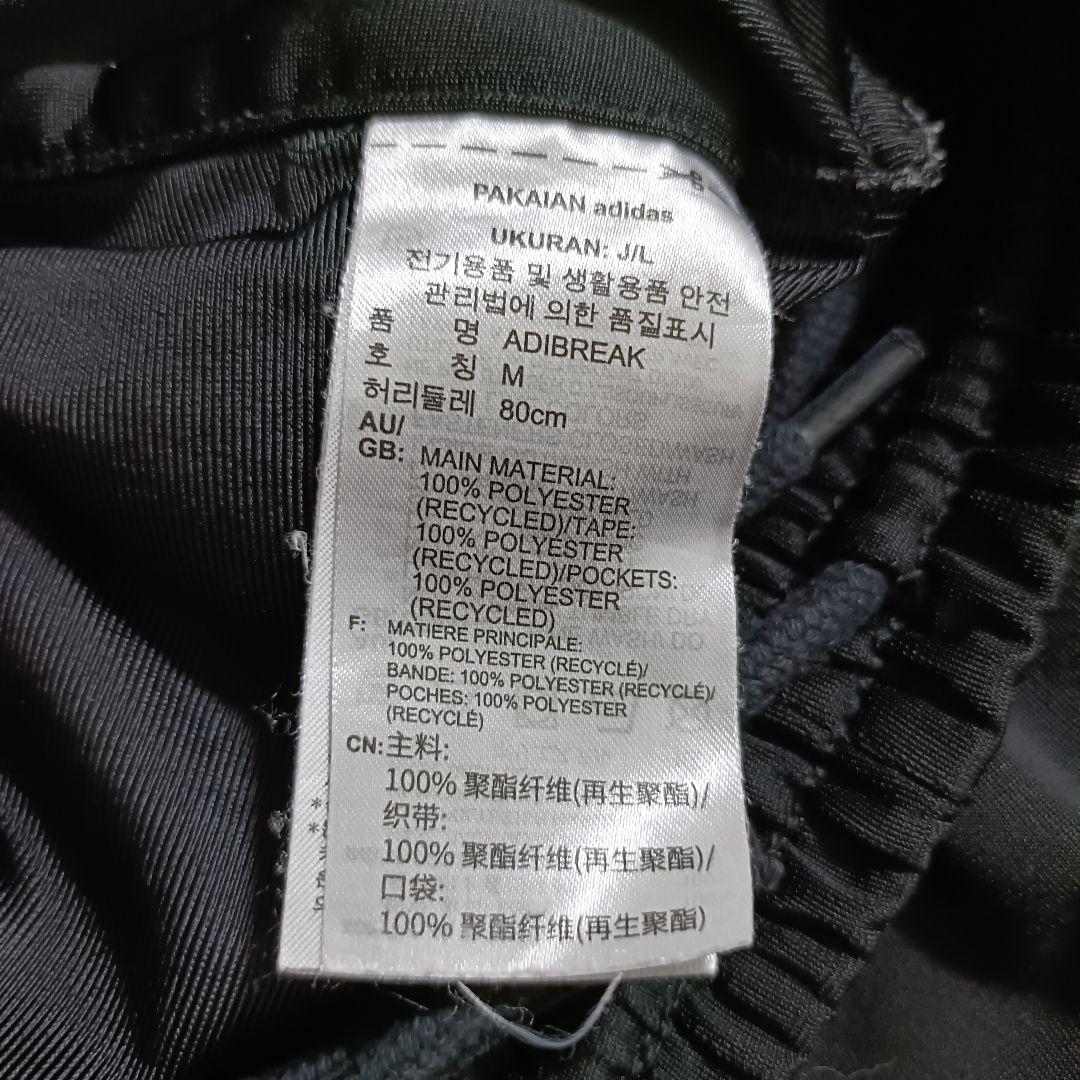 PAKAIAN adidas
UKURAN: J/L
전기용품 및 생활용품 안전
관리법에 의한 품질표시
품 명 ADIBREAK
호 칭 M
허리둘레 80cm
AU/
GB: MAIN MATERIAL:
100% POLYESTER
(RECYCLED)/TAPE:
100% POLYESTER
(RECYCLED)/POCKETS:
100% POLYESTER
(RECYCLED)
F: MATIERE PRINCIPALE:
100% POLYESTER (RECYCLÉ)/
BANDE: 100% POLYESTER (RECYCLÉ)/
POCHES: 100% POLYESTER
(RECYCLÉ)
CN: 主料:
100% 聚酯纤维(再生聚酯)/
织带:
100% 聚酯纤维(再生聚酯)/
口袋:
100% 聚酯纤维(再生聚酯)